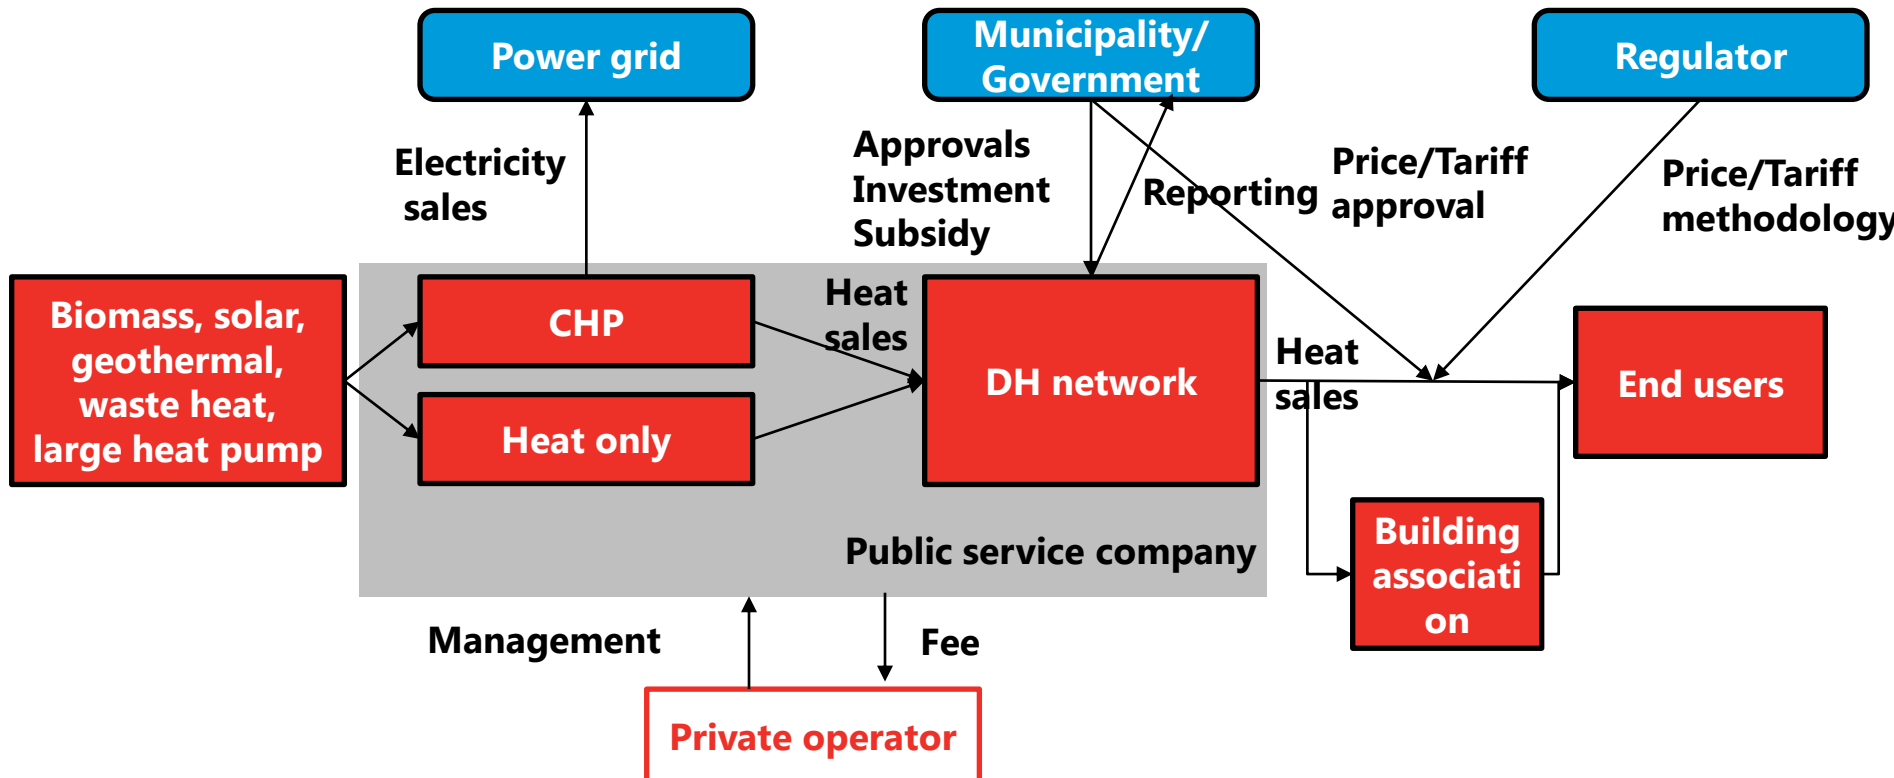 Power grid
Municipality/
Government
Regulator
Electricity
sales
Approvals
Investment
Subsidy
Reporting
Price/Tariff
approval
Price/Tariff
methodology
Biomass, solar,
geothermal,
waste heat,
large heat pump
CHP
Heat only
Heat
sales
DH network
Heat
sales
End users
Public service company
Building
associati
on
Management
Fee
Private operator